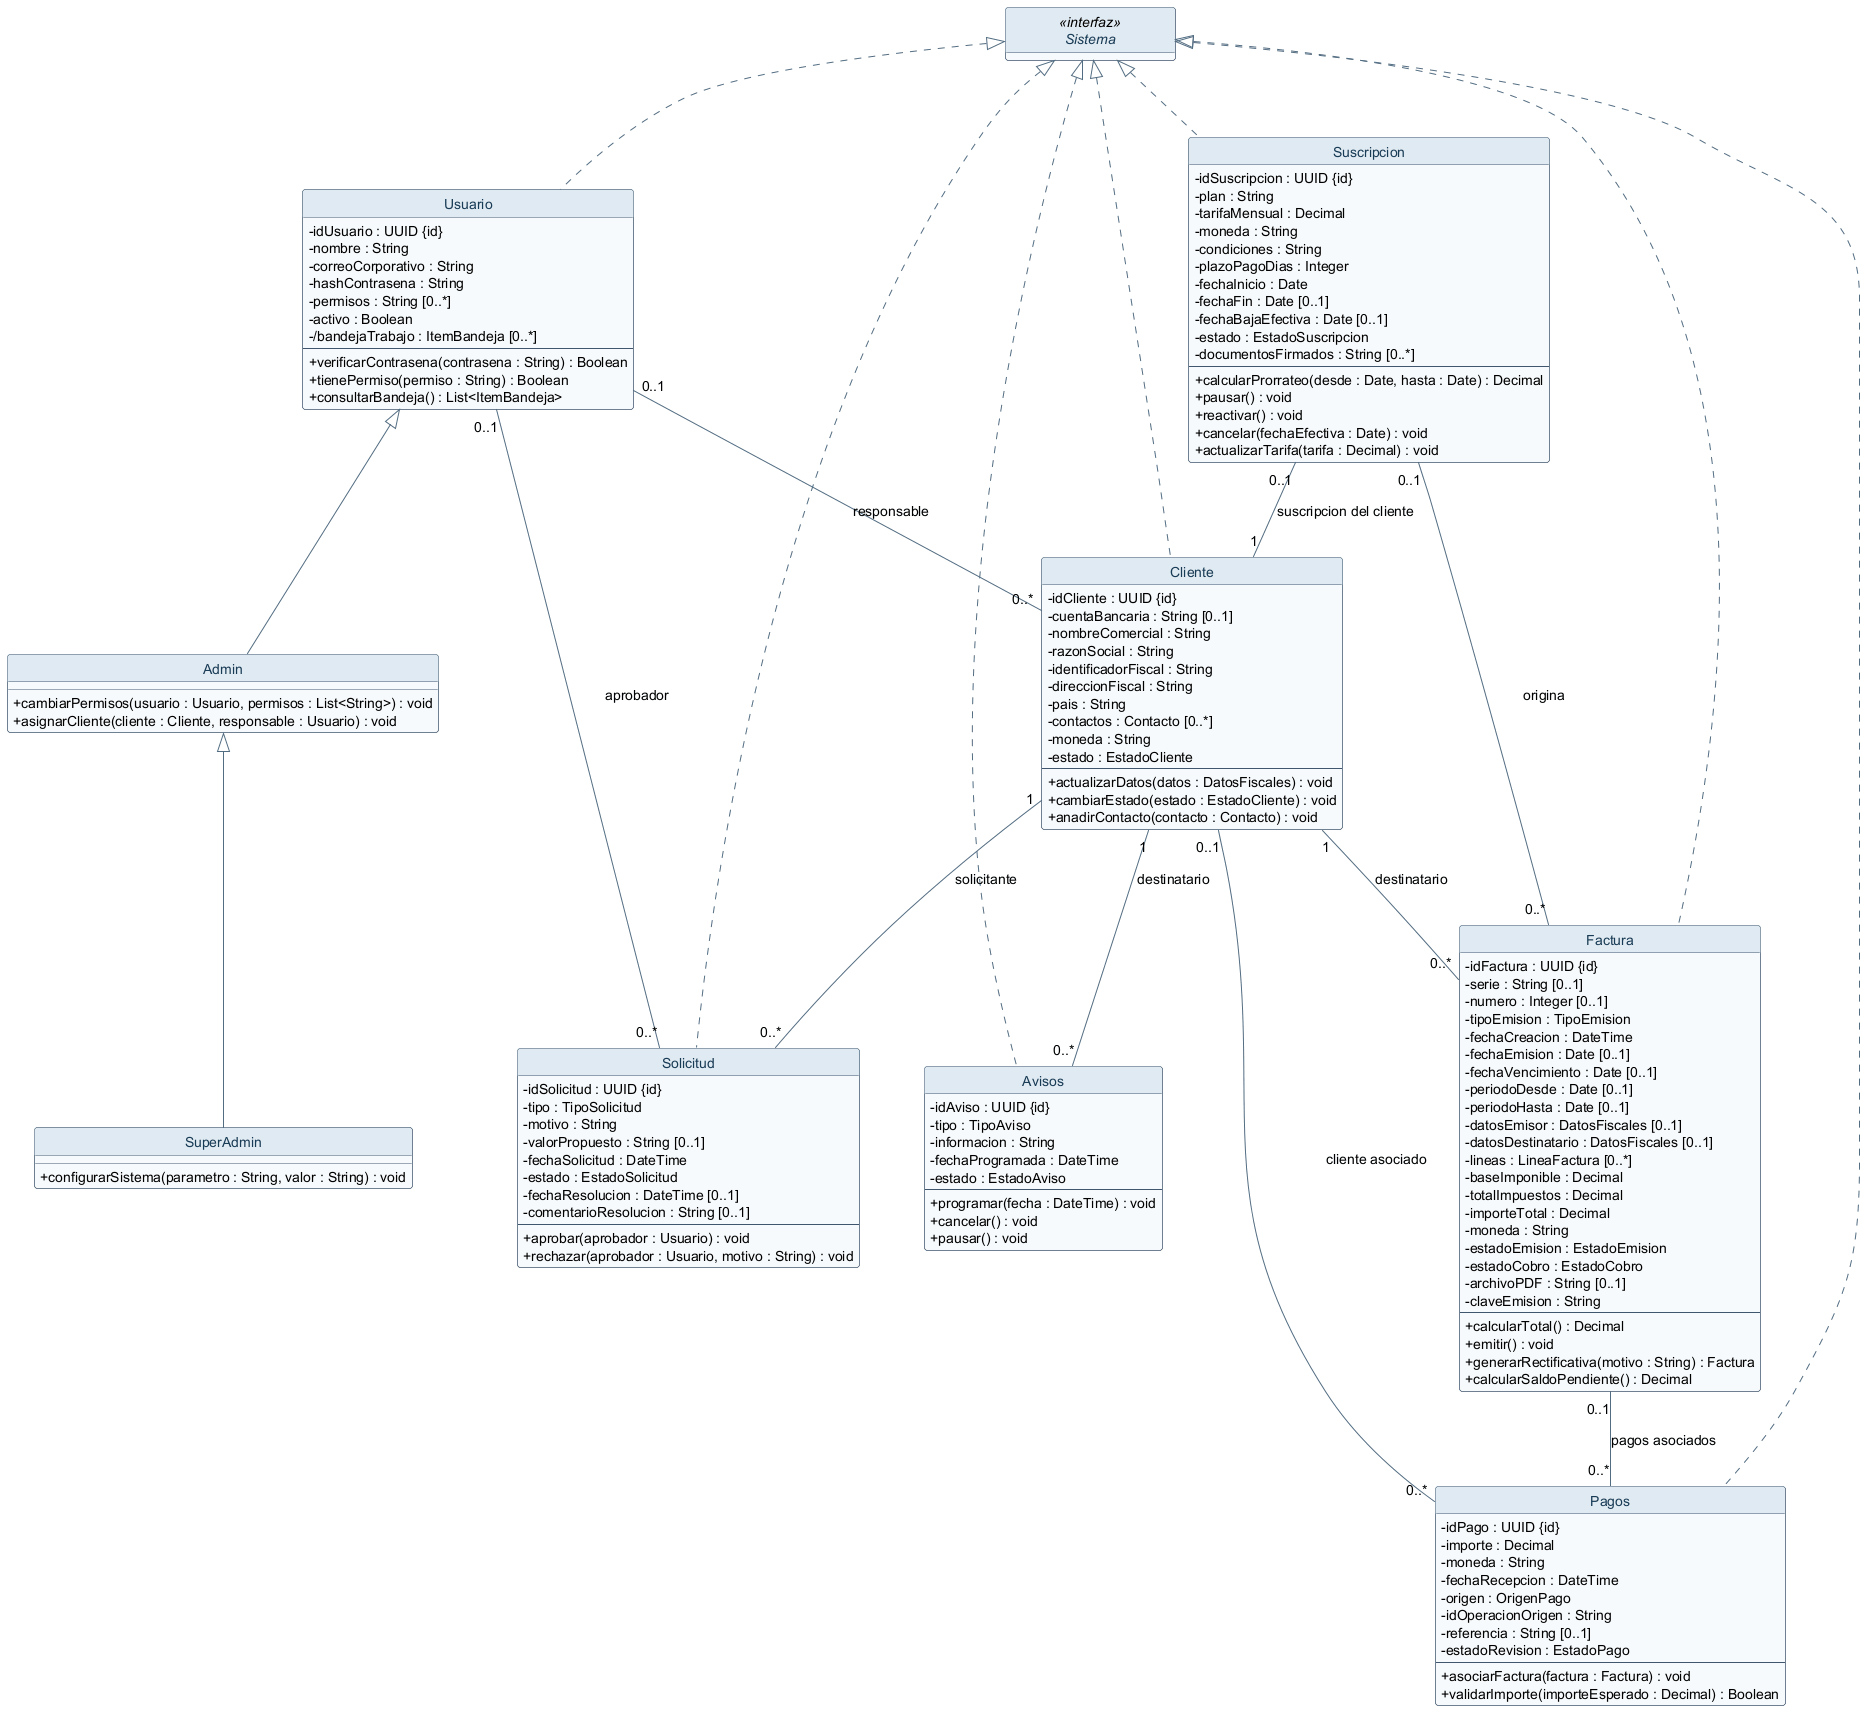 «interfaz»
Sistema
Suscripcion
-idSuscripcion : UUID {id}
-plan : String
-tarifaMensual : Decimal
-moneda : String
-condiciones : String
-plazoPagoDias : Integer
-fechaInicio : Date
-fechaFin : Date [0..1]
-fechaBajaEfectiva : Date [0..1]
-estado : EstadoSuscripcion
-documentosFirmados : String [0..*]
+calcularProrrateo(desde : Date, hasta : Date) : Decimal
+pausar() : void
+reactivar() : void
+cancelar(fechaEfectiva : Date) : void
+actualizarTarifa(tarifa : Decimal) : void
Usuario
-idUsuario : UUID {id}
-nombre : String
-correoCorporativo : String
-hashContrasena : String
-permisos : String [0..*]
-activo : Boolean
-/bandejaTrabajo : ItemBandeja [0..*]
+verificarContrasena(contrasena : String) : Boolean
+tienePermiso(permiso : String) : Boolean
+consultarBandeja() : List<ItemBandeja>
0..1
0..1
0..1
0..1
responsable
suscripcion del cliente
1
0..*
Cliente
-idCliente : UUID {id}
-cuentaBancaria : String [0..1]
-nombreComercial : String
-razonSocial : String
-identificadorFiscal : String
-direccionFiscal : String
-pais : String
-contactos : Contacto [0..*]
-moneda : String
-estado : EstadoCliente
+actualizarDatos(datos : DatosFiscales) : void
+cambiarEstado(estado : EstadoCliente) : void
+anadirContacto(contacto : Contacto) : void
Admin
+cambiarPermisos(usuario : Usuario, permisos : List<String>) : void
+asignarCliente(cliente : Cliente, responsable : Usuario) : void
aprobador
origina
1
1
0..1
1
solicitante
destinatario
destinatario
0..*
0..*
Factura
-idFactura : UUID {id}
-serie : String [0..1]
-numero : Integer [0..1]
-tipoEmision : TipoEmision
-fechaCreacion : DateTime
-fechaEmision : Date [0..1]
-fechaVencimiento : Date [0..1]
-periodoDesde : Date [0..1]
-periodoHasta : Date [0..1]
-datosEmisor : DatosFiscales [0..1]
-datosDestinatario : DatosFiscales [0..1]
-lineas : LineaFactura [0..*]
-baseImponible : Decimal
-totalImpuestos : Decimal
-importeTotal : Decimal
-moneda : String
-estadoEmision : EstadoEmision
-estadoCobro : EstadoCobro
-archivoPDF : String [0..1]
-claveEmision : String
+calcularTotal() : Decimal
+emitir() : void
+generarRectificativa(motivo : String) : Factura
+calcularSaldoPendiente() : Decimal
0..*
0..*
0..*
Solicitud
-idSolicitud : UUID {id}
-tipo : TipoSolicitud
-motivo : String
-valorPropuesto : String [0..1]
-fechaSolicitud : DateTime
-estado : EstadoSolicitud
-fechaResolucion : DateTime [0..1]
-comentarioResolucion : String [0..1]
+aprobar(aprobador : Usuario) : void
+rechazar(aprobador : Usuario, motivo : String) : void
Avisos
-idAviso : UUID {id}
-tipo : TipoAviso
-informacion : String
-fechaProgramada : DateTime
-estado : EstadoAviso
+programar(fecha : DateTime) : void
+cancelar() : void
+pausar() : void
SuperAdmin
+configurarSistema(parametro : String, valor : String) : void
cliente asociado
0..1
pagos asociados
0..*
0..*
Pagos
-idPago : UUID {id}
-importe : Decimal
-moneda : String
-fechaRecepcion : DateTime
-origen : OrigenPago
-idOperacionOrigen : String
-referencia : String [0..1]
-estadoRevision : EstadoPago
+asociarFactura(factura : Factura) : void
+validarImporte(importeEsperado : Decimal) : Boolean